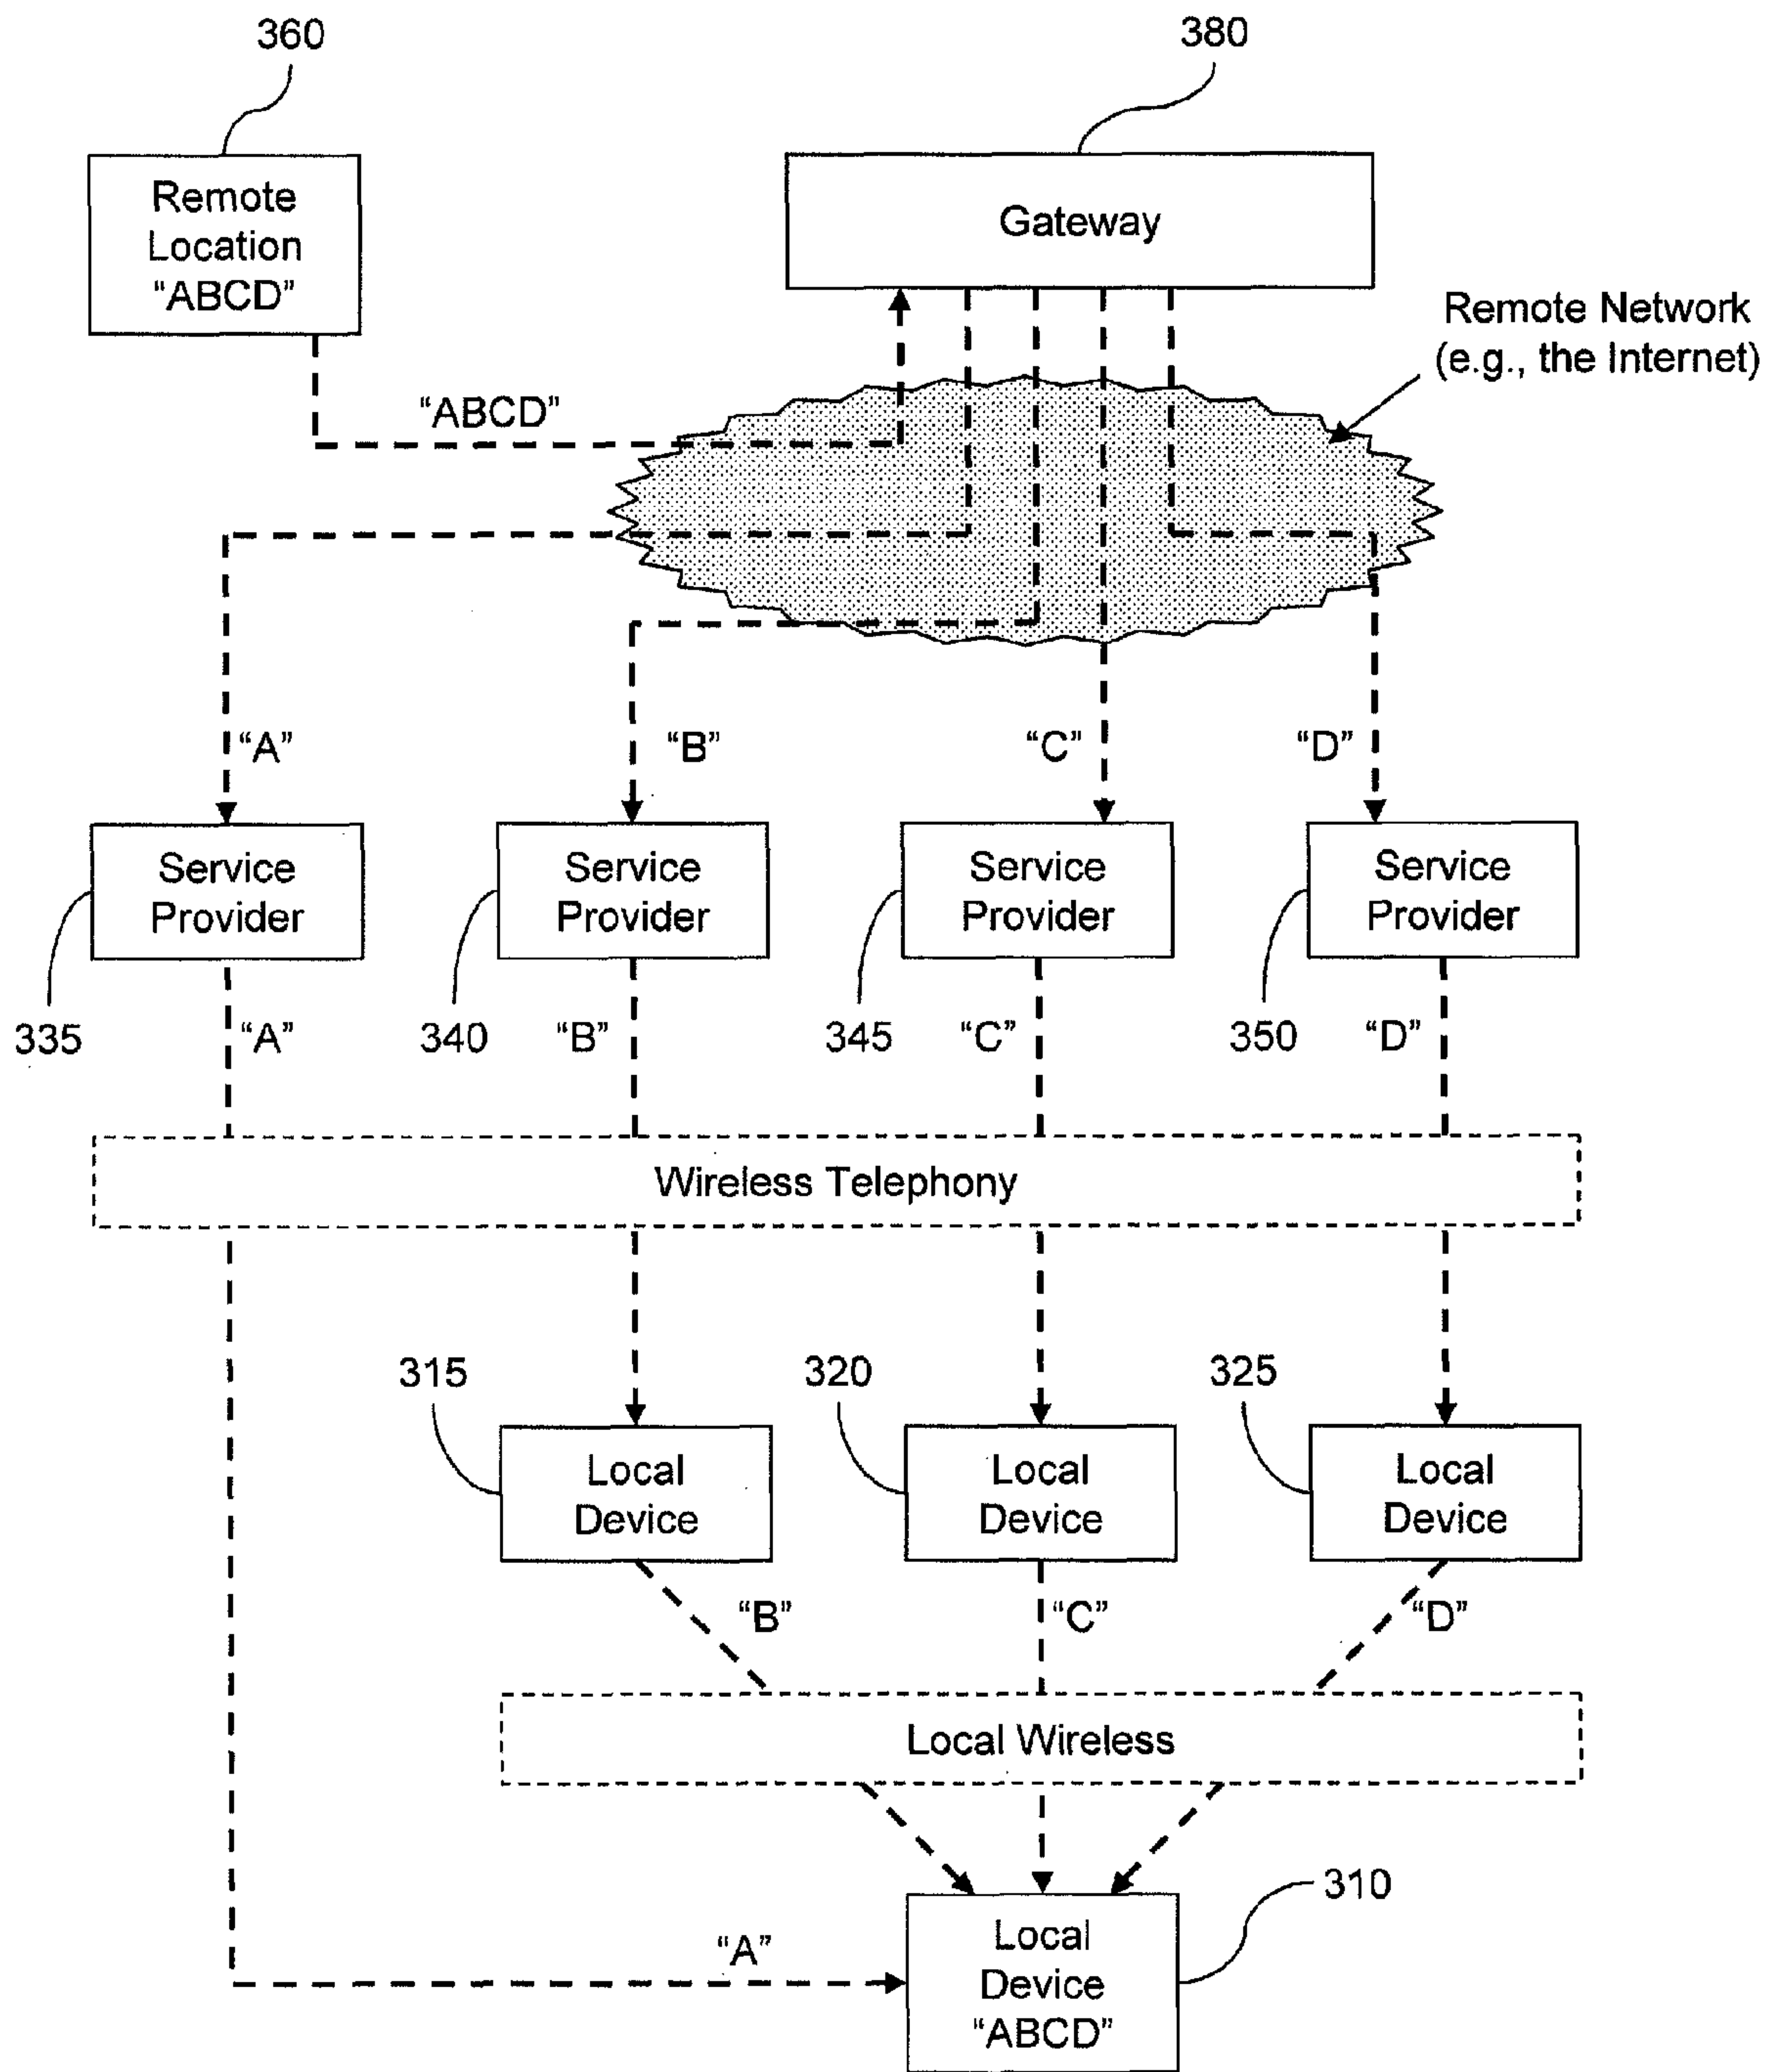 360
380
Remote
Location
“ABCD”
Gateway
Remote Network
(e.g., the Internet)
“ABCD”
“A”
“B”
“C”
“D”
Service
Provider
Service
Provider
Service
Provider
Service
Provider
335
“A”
340
“B”
345
“C”
350
“D”
Wireless Telephony
315
320
325
Local
Device
Local
Device
Local
Device
“B”
“C”
“D”
Local Wireless
310
“A”
Local
Device
“ABCD”